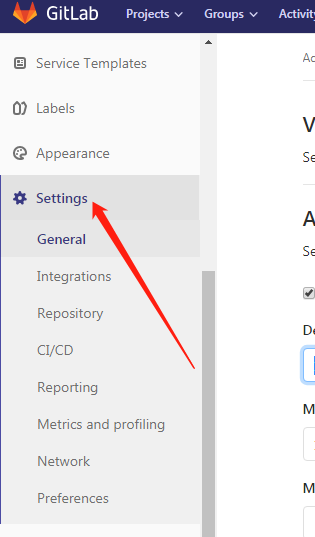 GitLab Projects Groups Activity
Service Templates
Labels
Appearance
Settings
General
Integrations
Repository
CI/CD
Reporting
Metrics and profiling
Network
Preferences
Ac
V
Se
A
Se
De
M
M